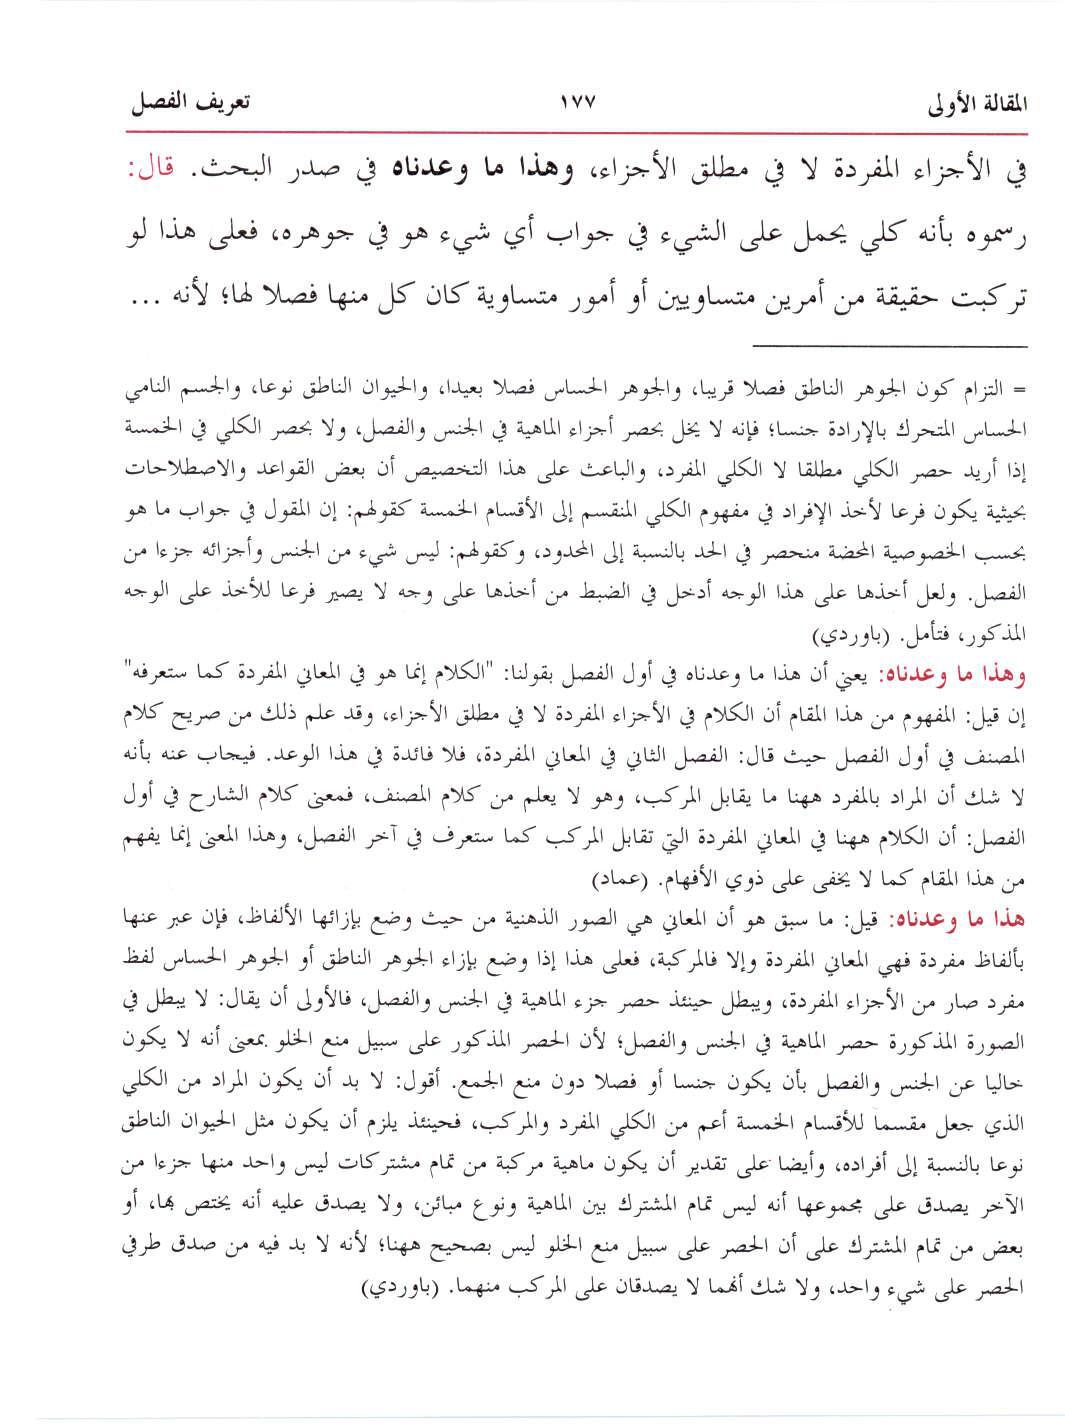 المقالة الأولى ١٧٧ تعريف الفصل
في الأجزاء المفردة لا في مطلق الأجزاء، وهذا ما وعدناه في صدر البحث. قال:
رسموه بأنه كلي يحمل على الشيء في جواب أي شيء هو في جوهره، فعلى هذا لو
تركبت حقيقة من أمرين متساويين أو أمور متساوية كان كل منها فصلا لها؛ لأنه ...
= التزام كون الجوهر الناطق فصلا قريبا، والجوهر الحساس فصلا بعيدا، والحيوان الناطق نوعا، والجسم النامي
الحساس المتحرك بالإرادة جنسا؛ فإنه لا يخل بحصر أجزاء الماهية في الجنس والفصل، ولا بحصر الكلي في الخمسة
إذا أريد حصر الكلي مطلقا لا الكلي المفرد، والباعث على هذا التخصيص أن بعض القواعد والاصطلاحات
بحيثية يكون فرعا لأخذ الإفراد في مفهوم الكلي المنقسم إلى الأقسام الخمسة كقولهم: إن المقول في جواب ما هو
بحسب الخصوصية المحضة منحصر في الحد بالنسبة إلى المحدود، وكقولهم: ليس شيء من الجنس وأجزائه جزءا من
الفصل. ولعل أخذها على هذا الوجه أدخل في الضبط من أخذها على وجه لا يصير فرعا للأخذ على الوجه
المذكور، فتأمل. (باوردي)
وهذا ما وعدناه: يعني أن هذا ما وعدناه في أول الفصل بقولنا: "الكلام إنما هو في المعاني المفردة كما ستعرفه"
إن قيل: المفهوم من هذا المقام أن الكلام في الأجزاء المفردة لا في مطلق الأجزاء، وقد علم ذلك من صريح كلام
المصنف في أول الفصل حيث قال: الفصل الثاني في المعاني المفردة، فلا فائدة في هذا الوعد. فيجاب عنه بأنه
لا شك أن المراد بالمفرد ههنا ما يقابل المركب، وهو لا يعلم من كلام المصنف، فمعنى كلام الشارح في أول
الفصل: أن الكلام ههنا في المعاني المفردة التي تقابل المركب كما ستعرف في آخر الفصل، وهذا المعنى إنما يفهم
من هذا المقام كما لا يخفى على ذوي الأفهام. (عماد)
هذا ما وعدناه: قيل: ما سبق هو أن المعاني هي الصور الذهنية من حيث وضع بإزائها الألفاظ، فإن عبر عنها
بألفاظ مفردة فهي المعاني المفردة وإلا فالمركبة، فعلى هذا إذا وضع بإزاء الجوهر الناطق أو الجوهر الحساس لفظ
مفرد صار من الأجزاء المفردة، ويبطل حينئذ حصر جزء الماهية في الجنس والفصل، فالأولى أن يقال: لا يبطل في
الصورة المذكورة حصر الماهية في الجنس والفصل؛ لأن الحصر المذكور على سبيل منع الخلو بمعنى أنه لا يكون
خاليا عن الجنس والفصل بأن يكون جنسا أو فصلا دون منع الجمع. أقول: لا بد أن يكون المراد من الكلي
الذي جعل مقسما للأقسام الخمسة أعم من الكلي المفرد والمركب، فحينئذ يلزم أن يكون مثل الحيوان الناطق
نوعا بالنسبة إلى أفراده، وأيضا على تقدير أن يكون ماهية مركبة من تمام مشتركات ليس واحد منها جزءا من
الآخر يصدق على مجموعها أنه ليس تمام المشترك بين الماهية ونوع مبائن، ولا يصدق عليه أنه يختص بها، أو
بعض من تمام المشترك على أن الحصر على سبيل منع الخلو ليس بصحيح ههنا؛ لأنه لا بد فيه من صدق طرفي
الحصر على شيء واحد، ولا شك أنهما لا يصدقان على المركب منهما. (باوردي)